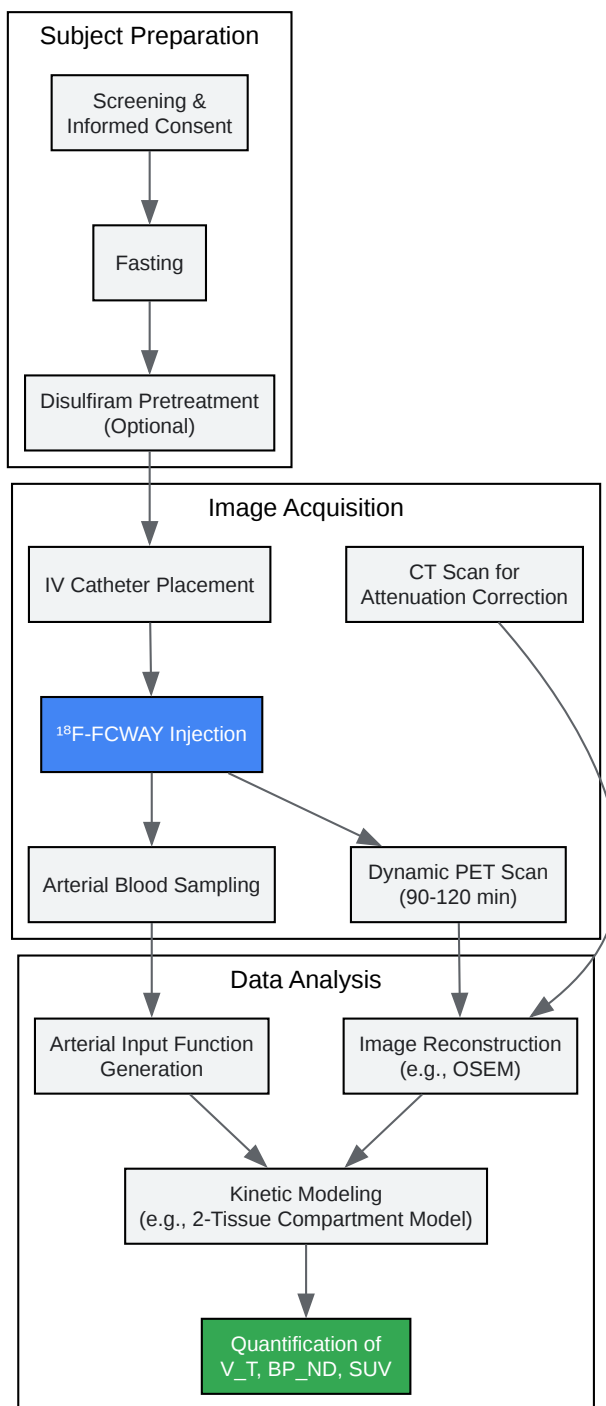 Subject Preparation
Screening &
Informed Consent
Fasting
Disulfiram Pretreatment
(Optional)
Image Acquisition
IV Catheter Placement
CT Scan for
Attenuation Correction
¹⁸F-FCWAY Injection
Arterial Blood Sampling
Dynamic PET Scan
(90-120 min)
Data Analysis
Arterial Input Function
Generation
Image Reconstruction
(e.g., OSEM)
Kinetic Modeling
(e.g., 2-Tissue Compartment Model)
Quantification of
V_T, BP_ND, SUV